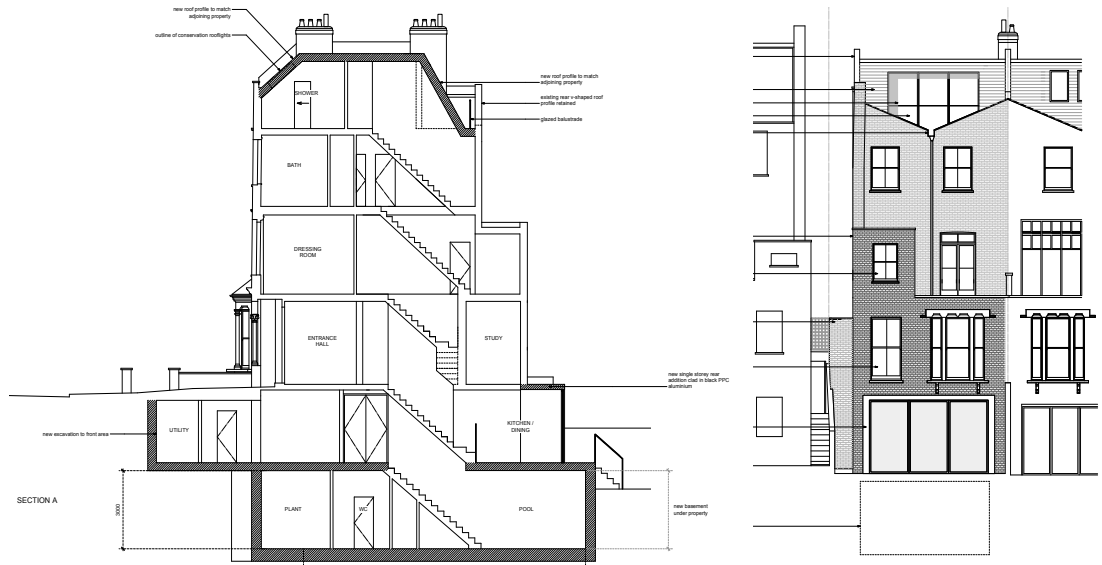 new roof profile to match
adjoining property
outline of conservation rooflights
new roof profile to match
adjoining property
existing rear v-shaped roof
profile retained
glazed balustrade
SHOWER
BATH
DRESSING
ROOM
ENTRANCE
HALL
STUDY
new single storey rear
addition clad in black PPC
aluminium
KITCHEN /
DINING
UTILITY
new excavation to front area
SECTION A
3000
PLANT
WC
POOL
new basement
under property